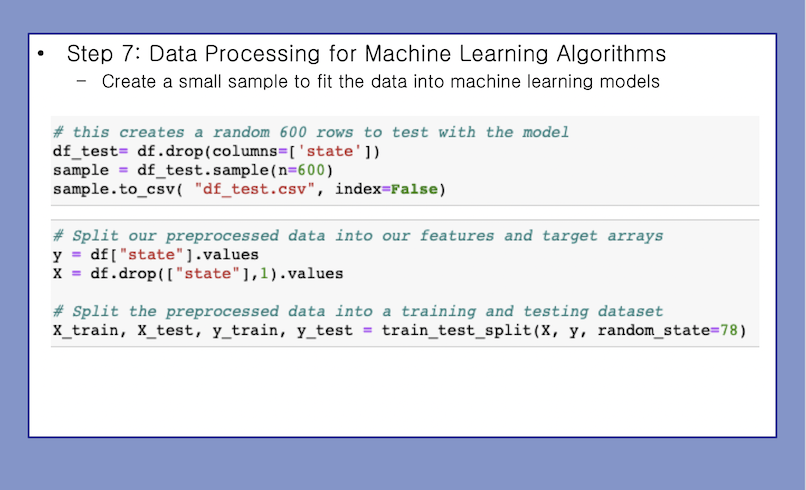 • Step 7: Data Processing for Machine Learning Algorithms
– Create a small sample to fit the data into machine learning models
# this creates a random 600 rows to test with the model
df_test= df.drop(columns=['state'])
sample = df_test.sample(n=600)
sample.to_csv( "df_test.csv", index=False)
# Split our preprocessed data into our features and target arrays
y = df["state"].values
X = df.drop(["state"],1).values
# Split the preprocessed data into a training and testing dataset
X_train, X_test, y_train, y_test = train_test_split(X, y, random_state=78)